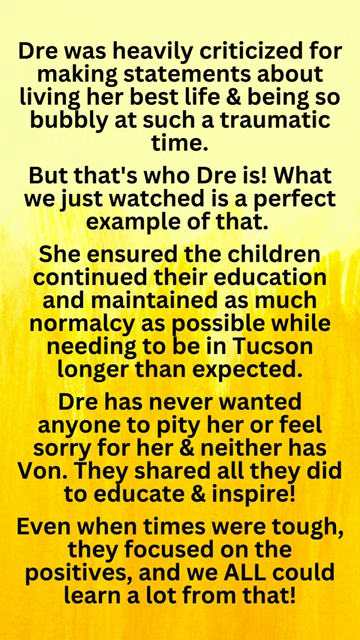 Dre was heavily criticized for
making statements about
living her best life & being so
bubbly at such a traumatic
time.
But that's who Dre is! What
we just watched is a perfect
example of that.
She ensured the children
continued their education
and maintained as much
normalcy as possible while
needing to be in Tucson
longer than expected.
Dre has never wanted
anyone to pity her or feel
sorry for her & neither has
Von. They shared all they did
to educate & inspire!
Even when times were tough,
they focused on the
positives, and we ALL could
learn a lot from that!